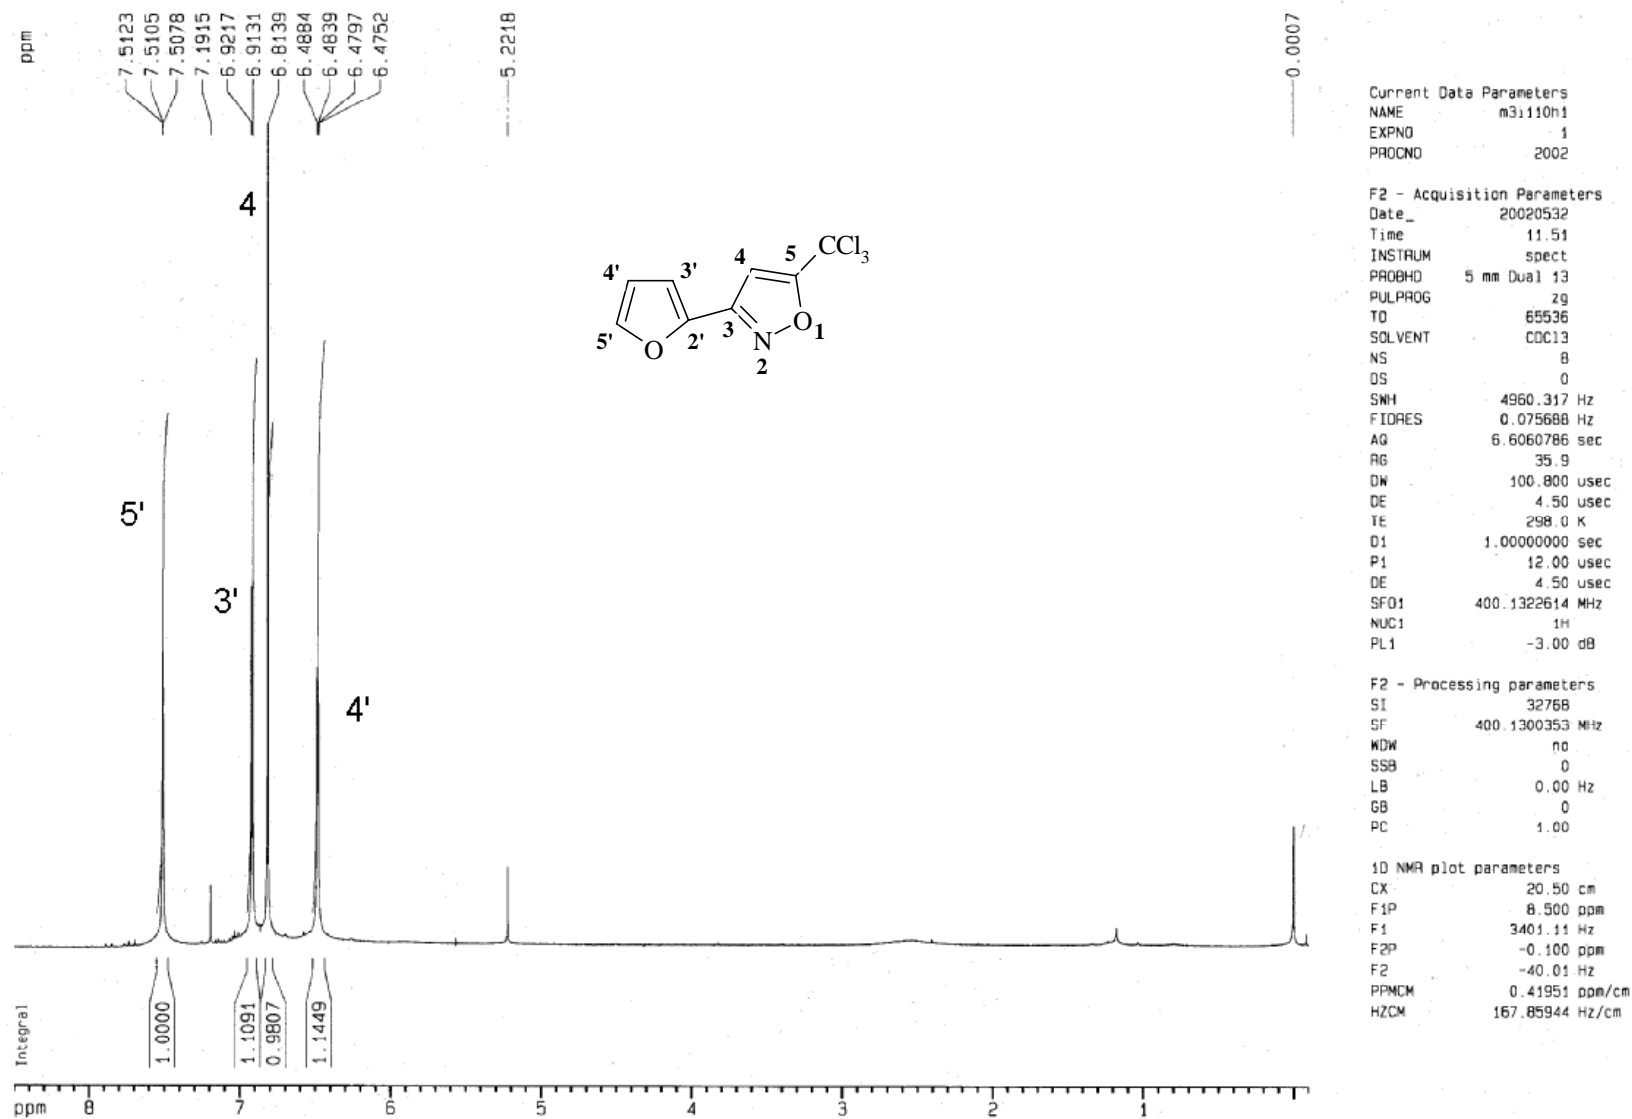 ppm
7.5123
7.5105
7.5078
7.1915
6.9217
6.9131
6.8139
6.4884
6.4839
6.4797
6.4752
5.2218
0.0007
4
5'
3'
4'
4' 3' 4 5 CCl3
5' O 2' 3 N O 1
2
Current Data Parameters
NAME m3i110h1
EXPNO 1
PROCNO 2002
F2 - Acquisition Parameters
Date_ 20020532
Time 11.51
INSTRUM spect
PROBHD 5 mm Dual 13
PULPROG zg
TD 65536
SOLVENT CDCl3
NS 8
DS 0
SWH 4960.317 Hz
FIDRES 0.075688 Hz
AQ 6.6060786 sec
RG 35.9
DW 100.800 usec
DE 4.50 usec
TE 298.0 K
D1 1.00000000 sec
P1 12.00 usec
DE 4.50 usec
SFO1 400.1322614 MHz
NUC1 1H
PL1 -3.00 dB
F2 - Processing parameters
SI 32768
SF 400.1300353 MHz
WDW no
SSB 0
LB 0.00 Hz
GB 0
PC 1.00
1D NMR plot parameters
CX 20.50 cm
F1P 8.500 ppm
F1 3401.11 Hz
F2P -0.100 ppm
F2 -40.01 Hz
PPMCM 0.41951 ppm/cm
HZCM 167.85944 Hz/cm
Integral
1.0000
1.1091
0.9807
1.1449
ppm 8 7 6 5 4 3 2 1